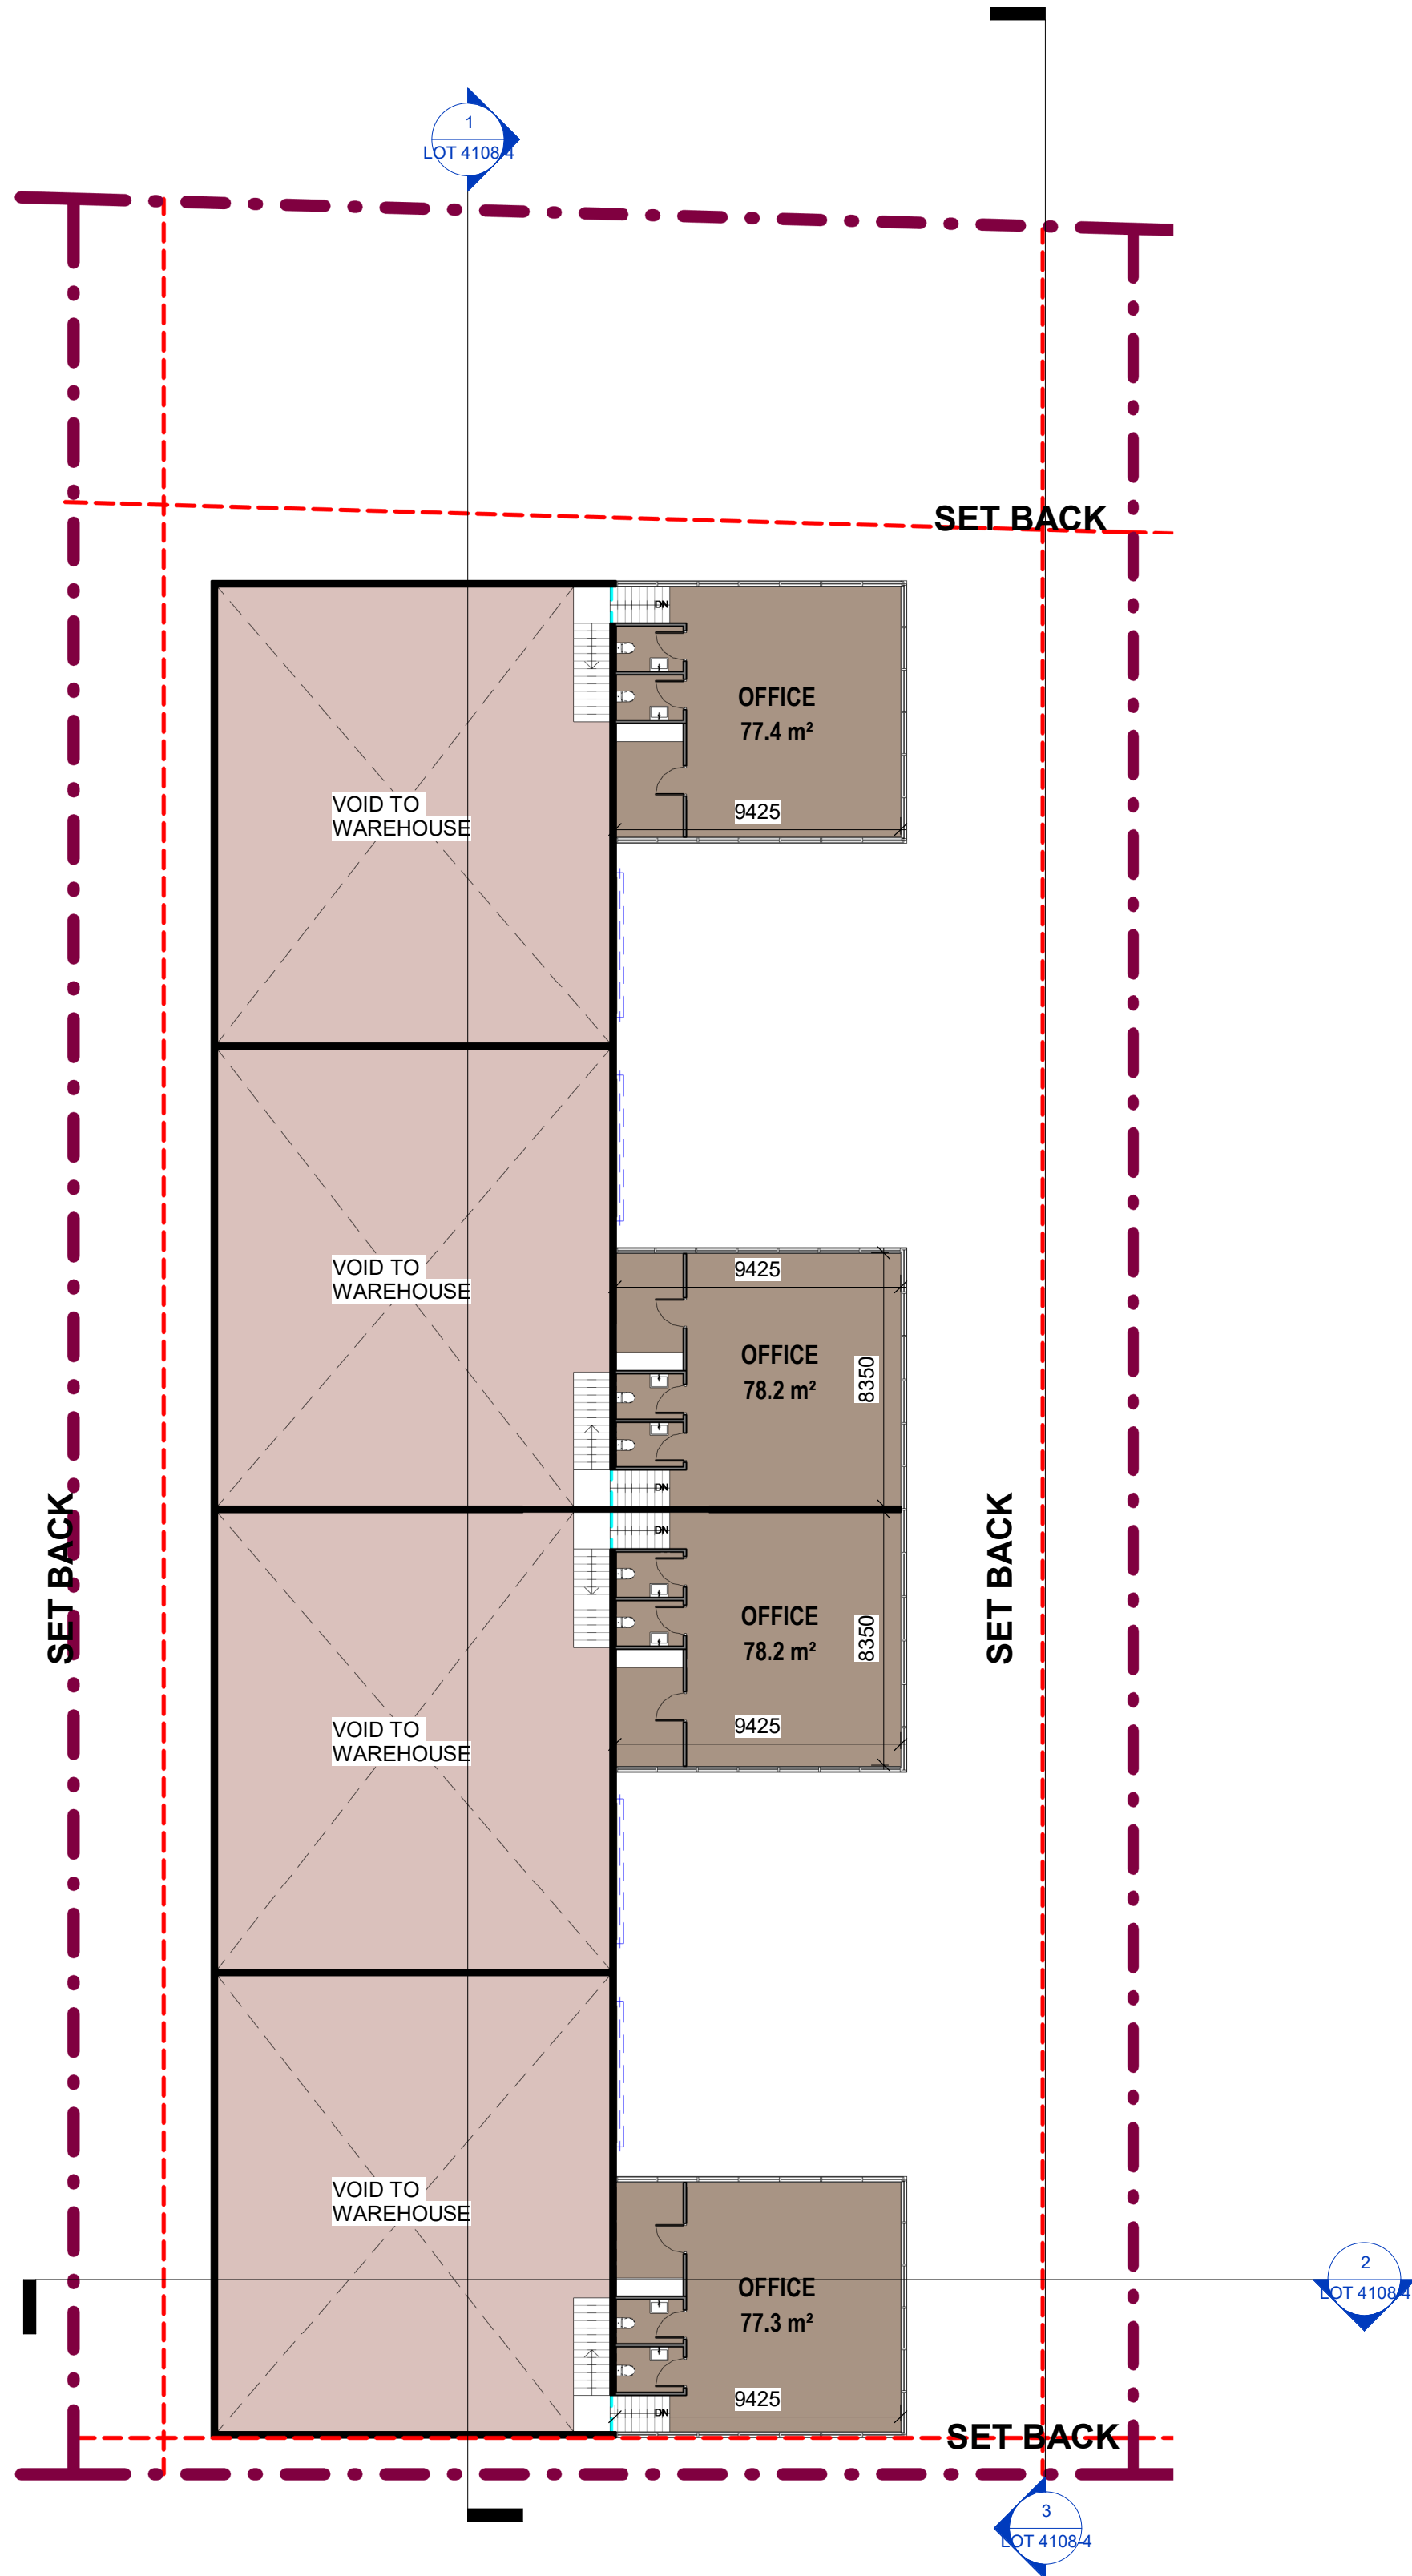 1
LOT 4108-4
SET BACK
DN
OFFICE
77.4 m²
9425
VOID TO
WAREHOUSE
9425
VOID TO
WAREHOUSE
OFFICE
78.2 m²
8350
DN
SET BACK
SET BACK
DN
OFFICE
78.2 m²
8350
9425
VOID TO
WAREHOUSE
VOID TO
WAREHOUSE
2
LOT 4108-4
OFFICE
77.3 m²
9425
DN
SET BACK
3
LOT 4108-4